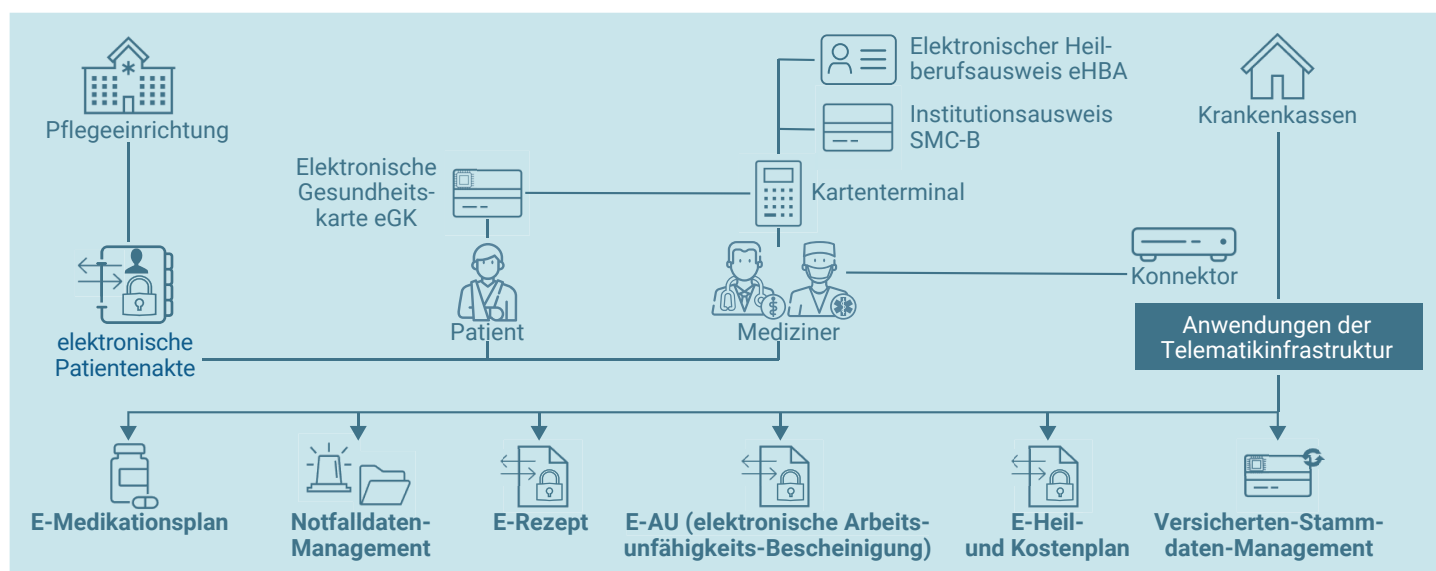 Pflegeeinrichtung
Elektronischer Heil-
berufsausweis eHBA
Institutionsausweis
SMC-B
Krankenkassen
Elektronische
Gesundheits-
karte eGK
Kartenterminal
Konnektor
elektronische
Patientenakte
Patient
Mediziner
Anwendungen der
Telematikinfrastruktur
E-Medikationsplan
Notfalldaten-
Management
E-Rezept
E-AU (elektronische Arbeits-
unfähigkeits-Bescheinigung)
E-Heil-
und Kostenplan
Versicherten-Stamm-
daten-Management